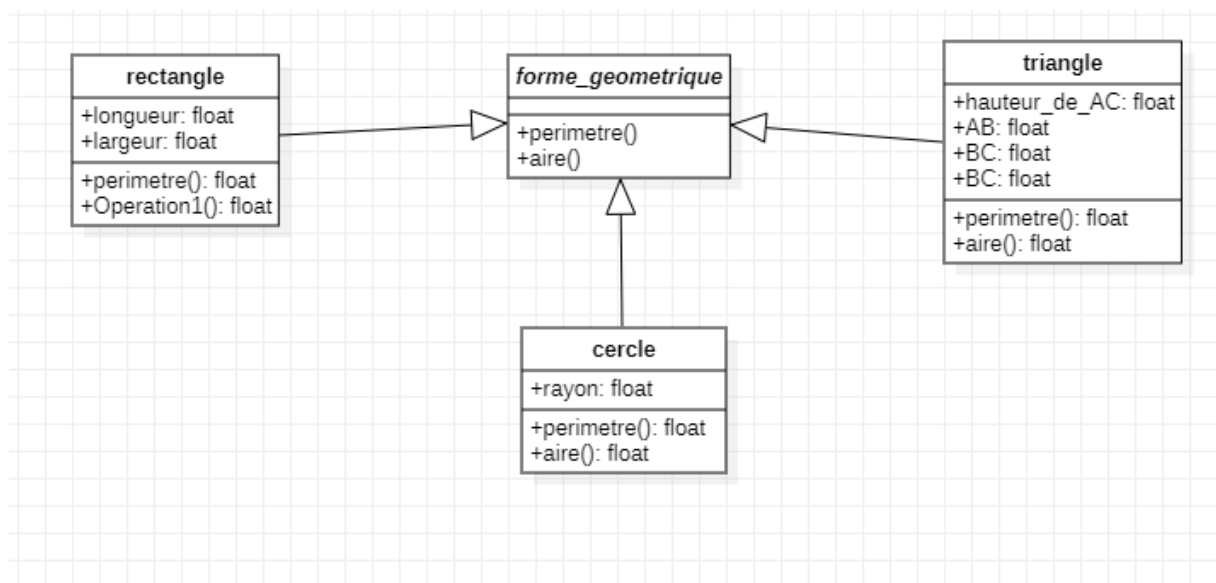 rectangle
+longueur: float
+largeur: float
+perimetre(): float
+Operation1(): float
forme_geometrique
+perimetre()
+aire()
triangle
+hauteur_de_AC: float
+AB: float
+BC: float
+BC: float
+perimetre(): float
+aire(): float
cercle
+rayon: float
+perimetre(): float
+aire(): float